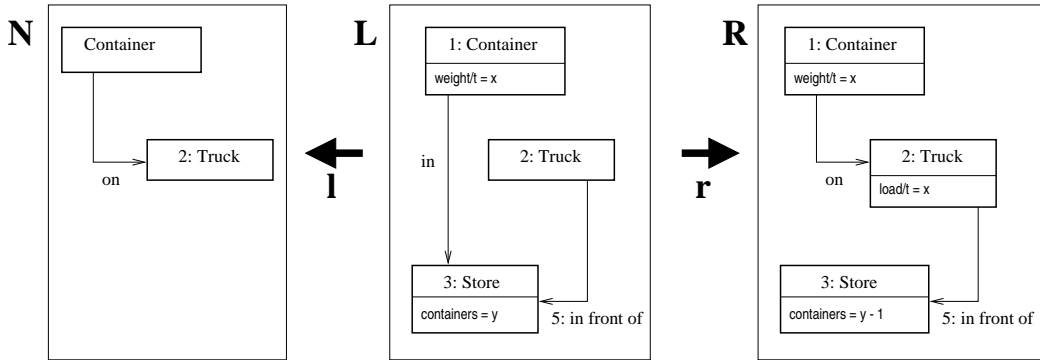 N
Container
on
2: Truck
l
L
1: Container
weight/t = x
in
2: Truck
3: Store
containers = y
5: in front of
r
R
1: Container
weight/t = x
on
2: Truck
load/t = x
3: Store
containers = y - 1
5: in front of